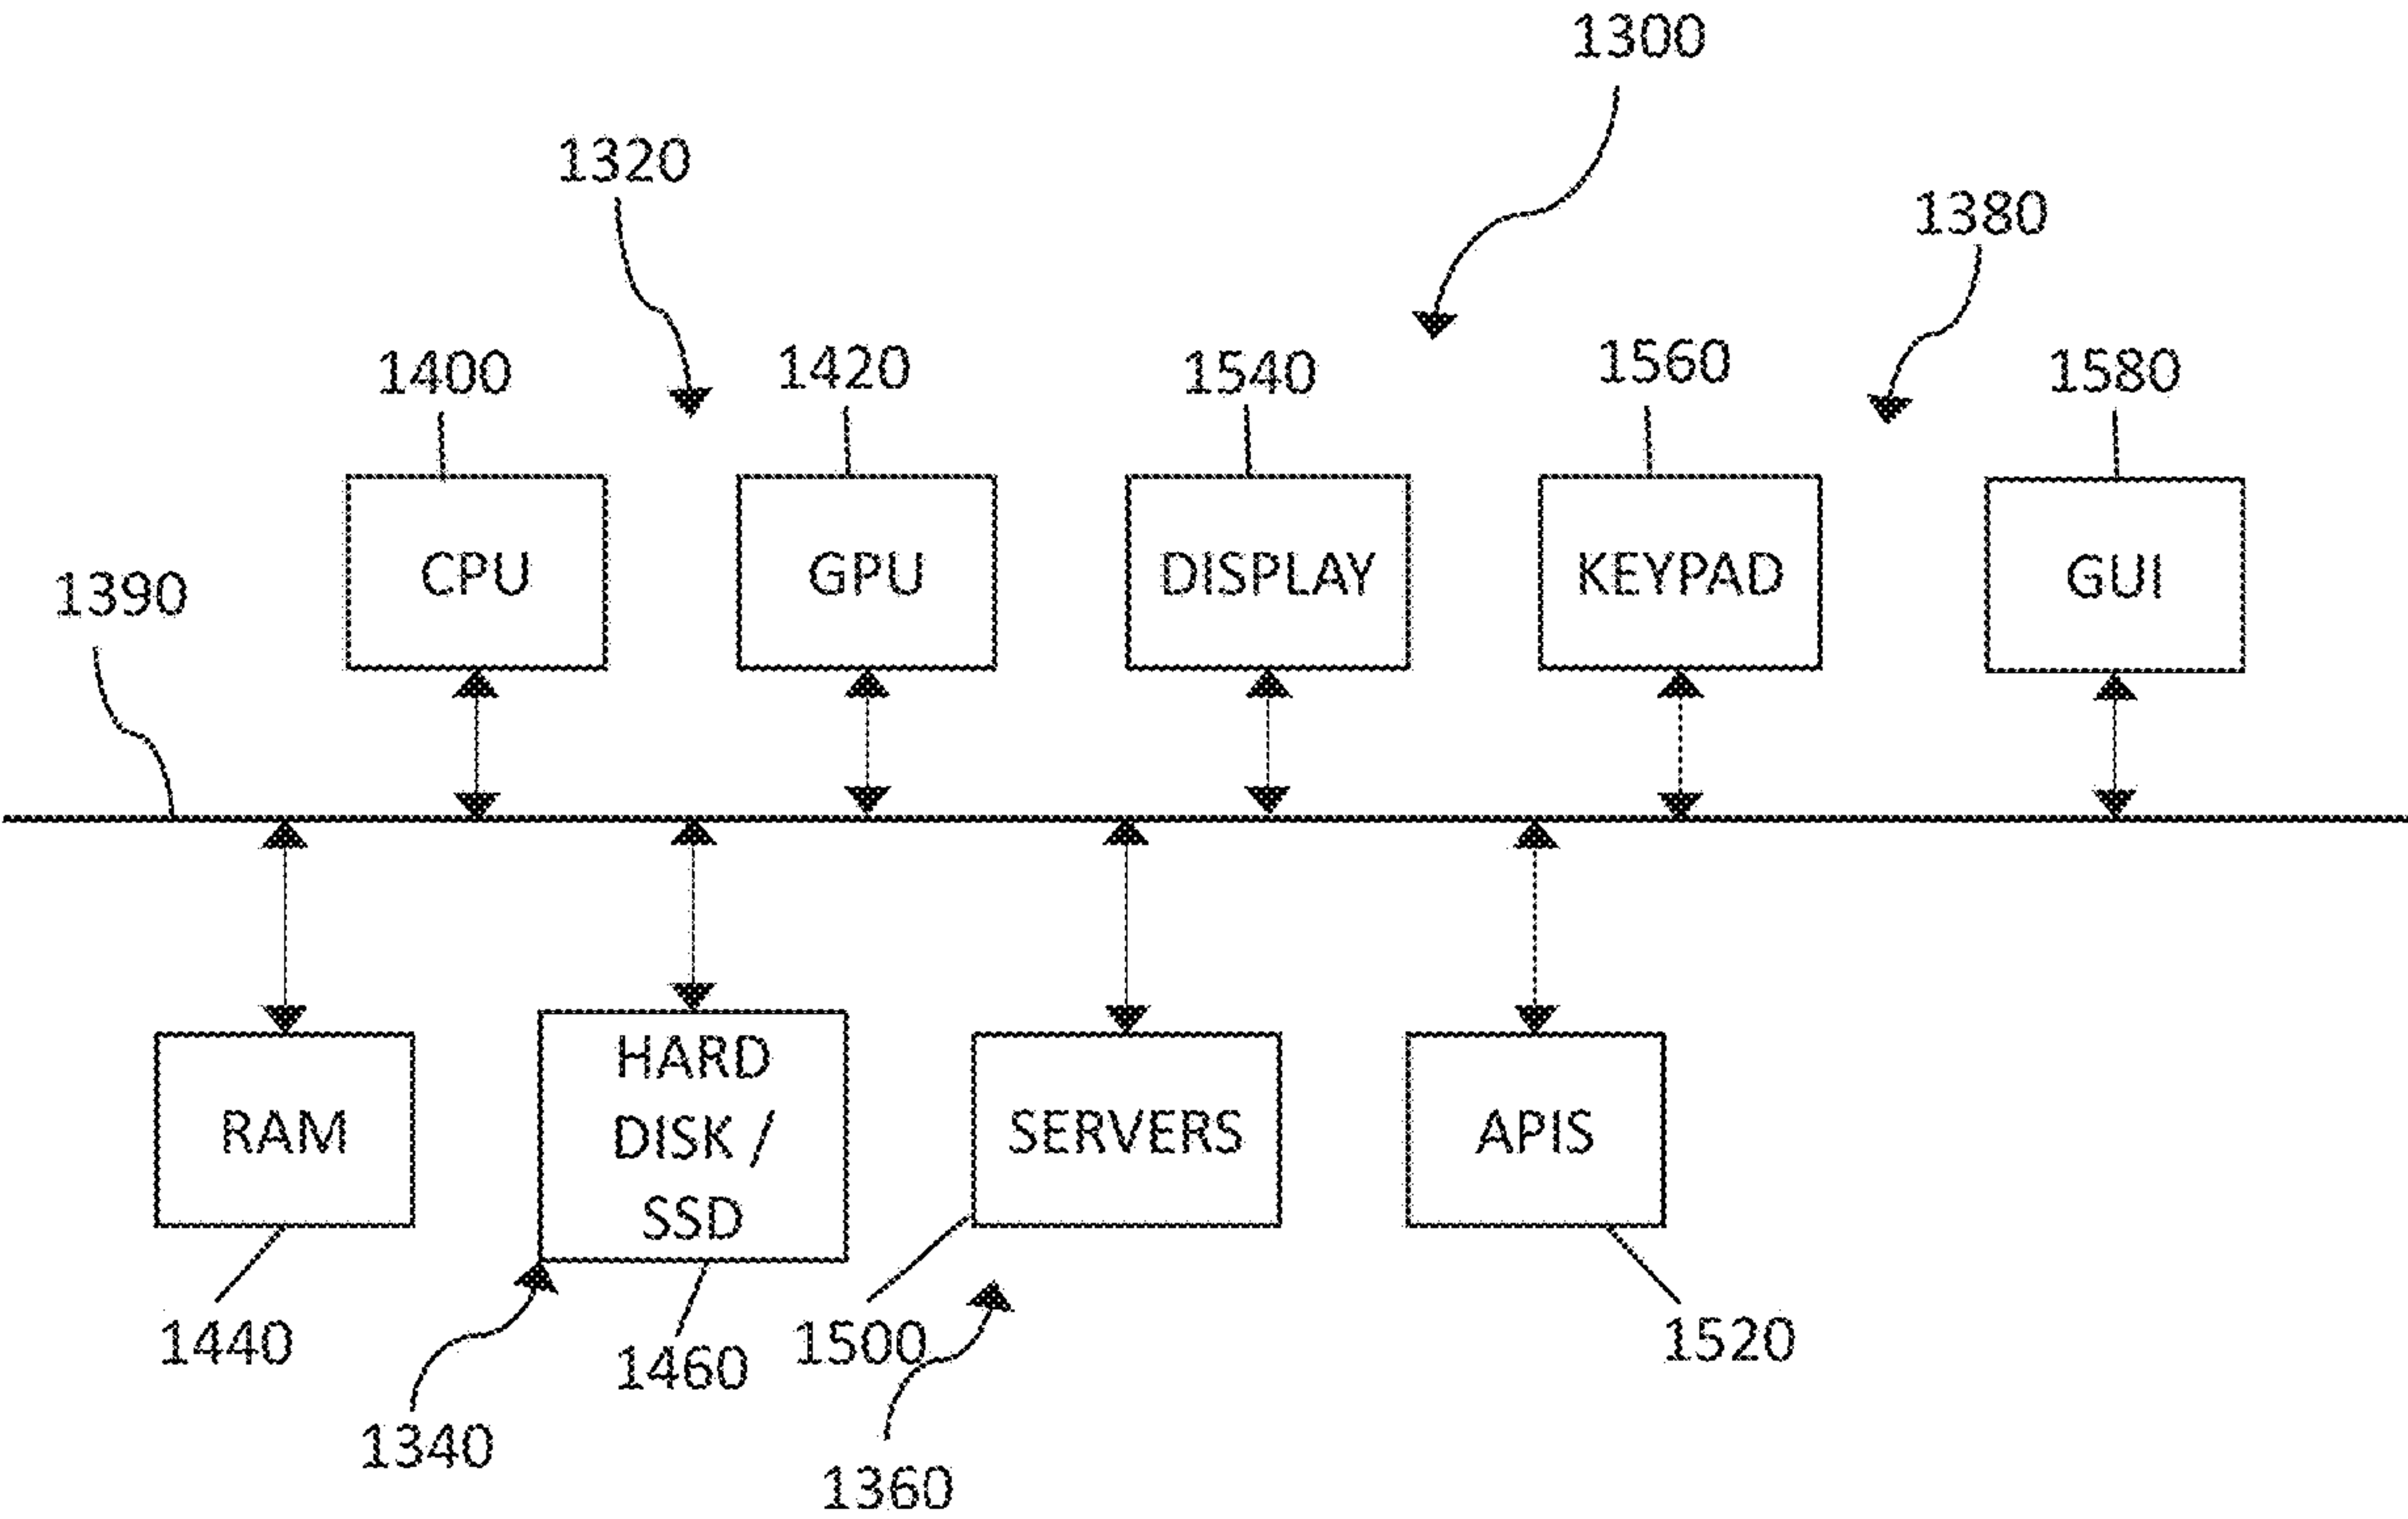 1300
1320
1380
1400
1420
1540
1560
1580
CPU
GPU
DISPLAY
KEYPAD
GUI
1390
RAM
HARD
DISK /
SSD
SERVERS
APIS
1440
1460
1500
1520
1340
1360